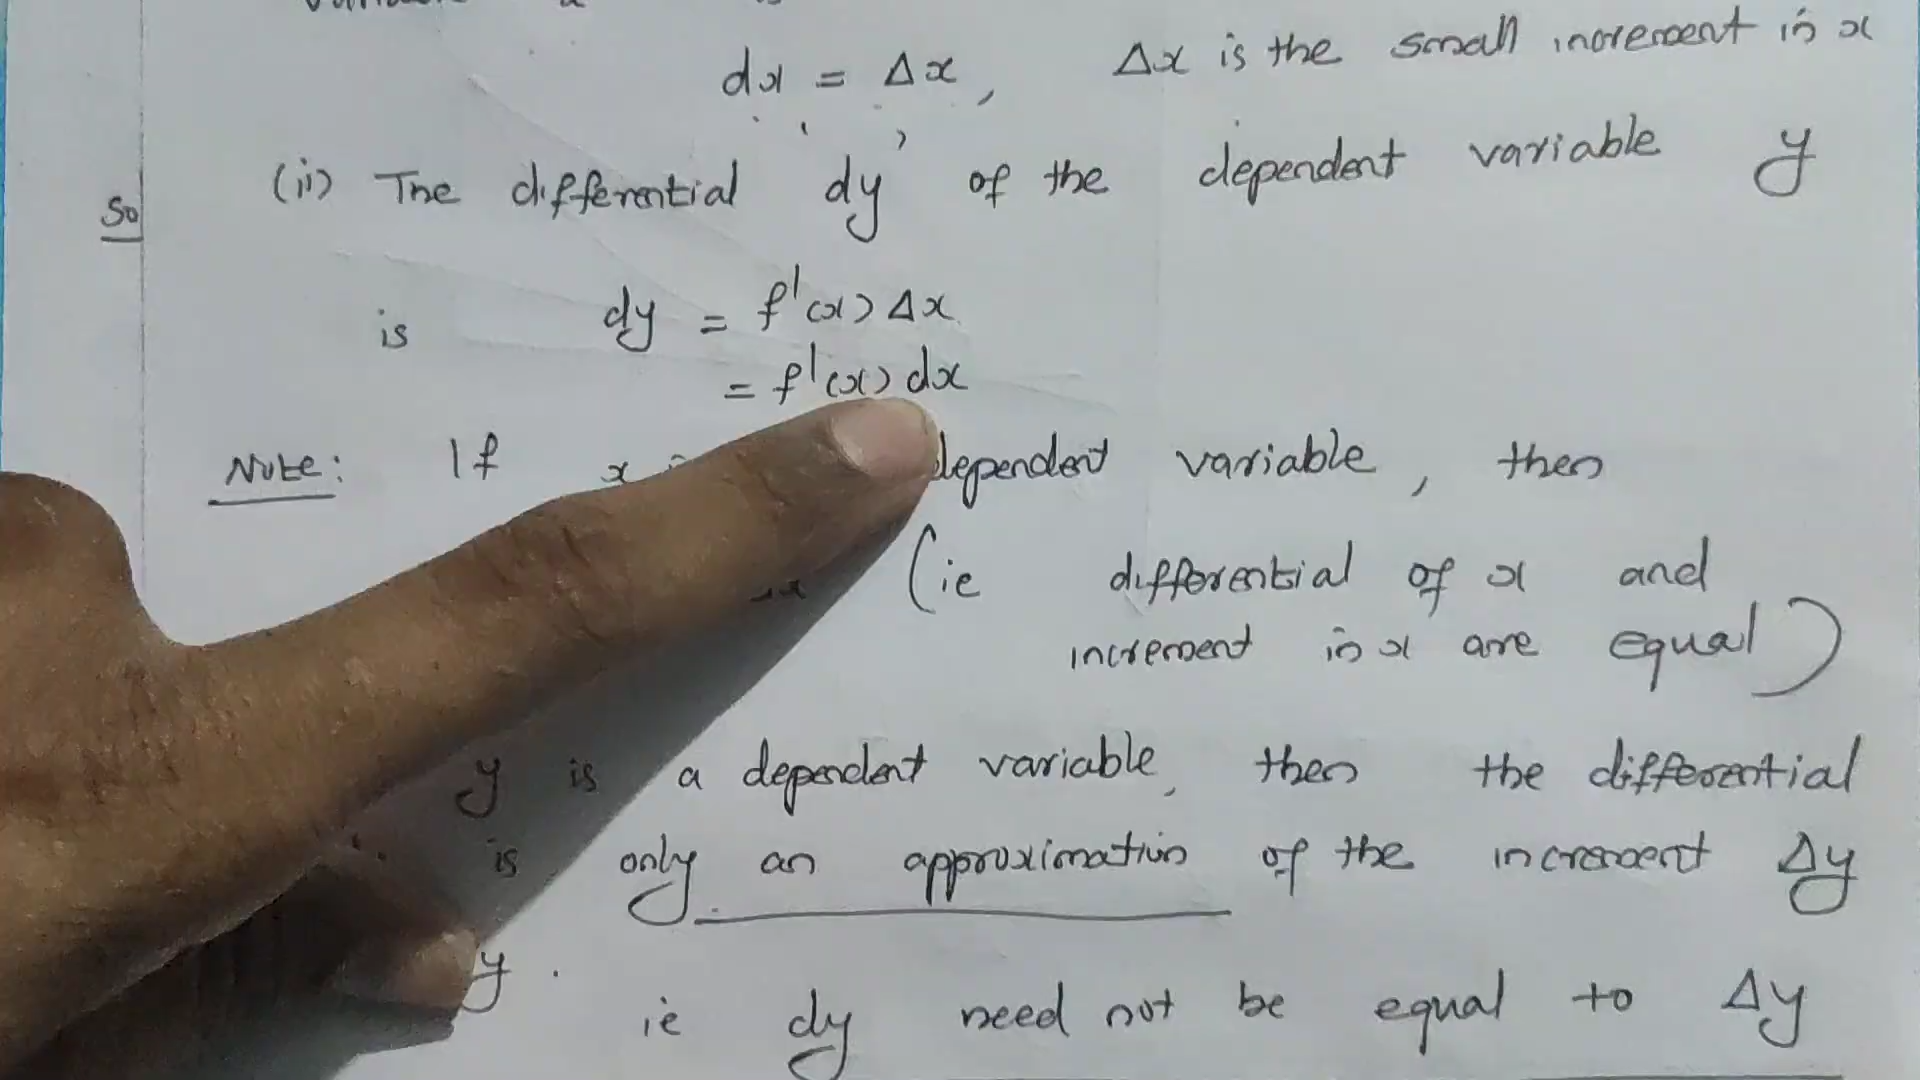 dx = Δx, Δx is the small increment in x
(ii) The differential 'dy' of the dependent variable y
So
is dy = f'(x) Δx
= f'(x) dx
Note: If x dependent variable, then
(ie differential of x and
increment in x are equal)
y is a dependent variable, then the differential
is only an approximation of the increment Δy
y.
ie dy need not be equal to Δy